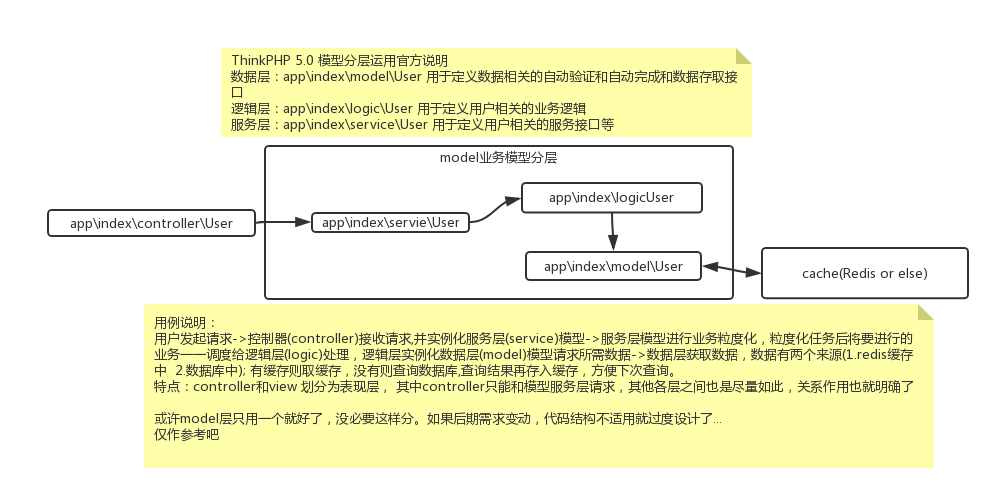 ThinkPHP 5.0 模型分层运用官方说明
数据层：app\index\model\User 用于定义数据相关的自动验证和自动完成和数据存取接
口
逻辑层：app\index\logic\User 用于定义用户相关的业务逻辑
服务层：app\index\service\User 用于定义用户相关的服务接口等
model业务模型分层
app\index\controller\User
app\index\servie\User
app\index\logicUser
app\index\model\User
cache(Redis or else)
用例说明：
用户发起请求->控制器(controller)接收请求,并实例化服务层(service)模型->服务层模型进行业务粒度化，粒度化任务后将要进行的
业务一一调度给逻辑层(logic)处理，逻辑层实例化数据层(model)模型请求所需数据->数据层获取数据，数据有两个来源(1.redis缓存
中 2.数据库中); 有缓存则取缓存，没有则查询数据库,查询结果再存入缓存，方便下次查询。
特点：controller和view 划分为表现层， 其中controller只能和模型服务层请求，其他各层之间也是尽量如此，关系作用也就明确了
或许model层只用一个就好了，没必要这样分。如果后期需求变动，代码结构不适用就过度设计了...
仅作参考吧